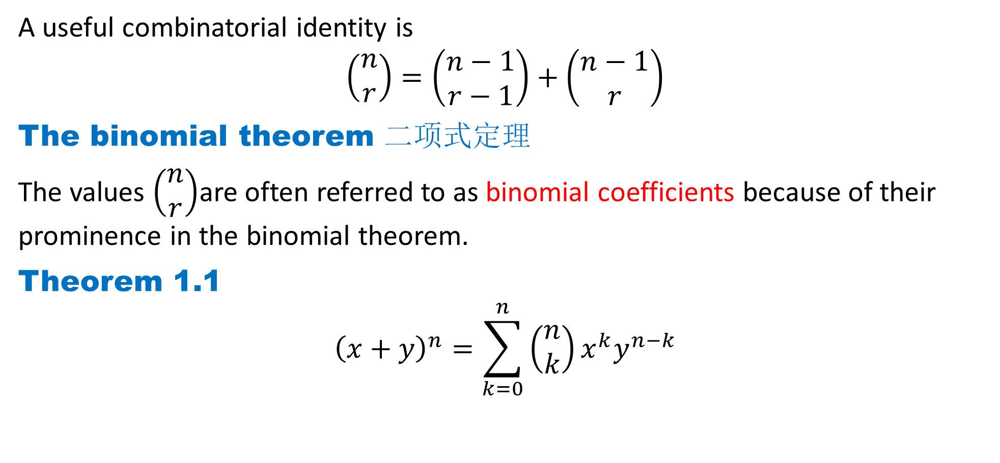 A useful combinatorial identity is
$\binom{n}{r} = \binom{n-1}{r-1} + \binom{n-1}{r}$
The binomial theorem 二项式定理
The values $\binom{n}{r}$ are often referred to as binomial coefficients because of their
prominence in the binomial theorem.
Theorem 1.1
$(x+y)^n = \sum_{k=0}^{n} \binom{n}{k} x^k y^{n-k}$